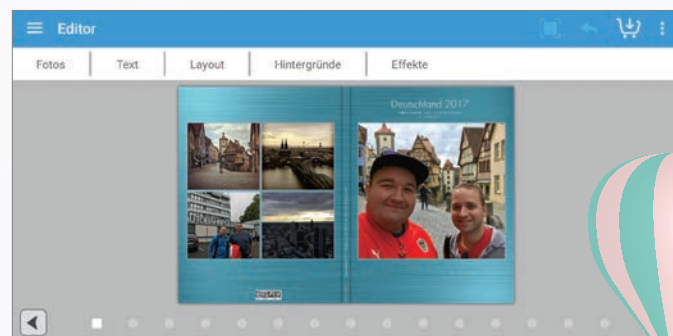 Editor
Fotos
Text
Layout
Hintergründe
Effekte
Deutschland 2017